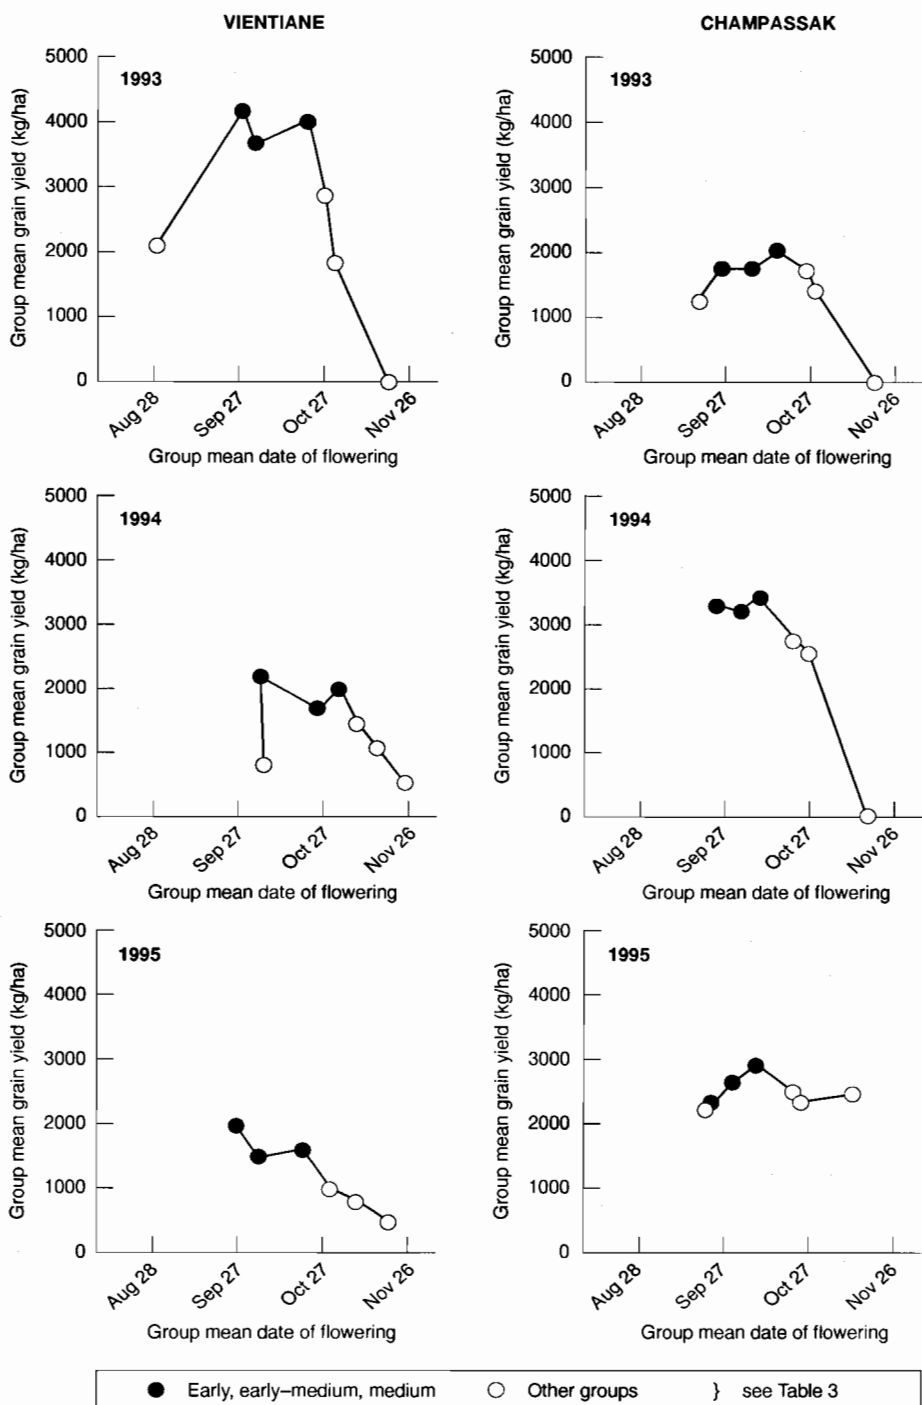 VIENTIANE
CHAMPASSAK
1993
Group mean grain yield (kg/ha)
5000
4000
3000
2000
1000
0
Aug 28
Sep 27
Oct 27
Nov 26
Group mean date of flowering
1993
Group mean grain yield (kg/ha)
5000
4000
3000
2000
1000
0
Aug 28
Sep 27
Oct 27
Nov 26
Group mean date of flowering
1994
Group mean grain yield (kg/ha)
5000
4000
3000
2000
1000
0
Aug 28
Sep 27
Oct 27
Nov 26
Group mean date of flowering
1994
Group mean grain yield (kg/ha)
5000
4000
3000
2000
1000
0
Aug 28
Sep 27
Oct 27
Nov 26
Group mean date of flowering
1995
Group mean grain yield (kg/ha)
5000
4000
3000
2000
1000
0
Aug 28
Sep 27
Oct 27
Nov 26
Group mean date of flowering
1995
Group mean grain yield (kg/ha)
5000
4000
3000
2000
1000
0
Aug 28
Sep 27
Oct 27
Nov 26
Group mean date of flowering
Early, early–medium, medium
Other groups
} see Table 3